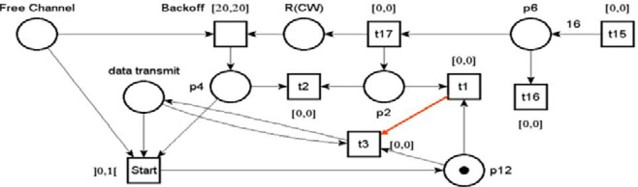 Free Channel
Backoff [20,20]
R(CW)
[0,0]
p6
[0,0]
16
t17
t15
data transmit
p4
t2
[0,0]
p2
[0,0]
t1
t16
[0,0]
t3
[0,0]
]0,1[
Start
p12